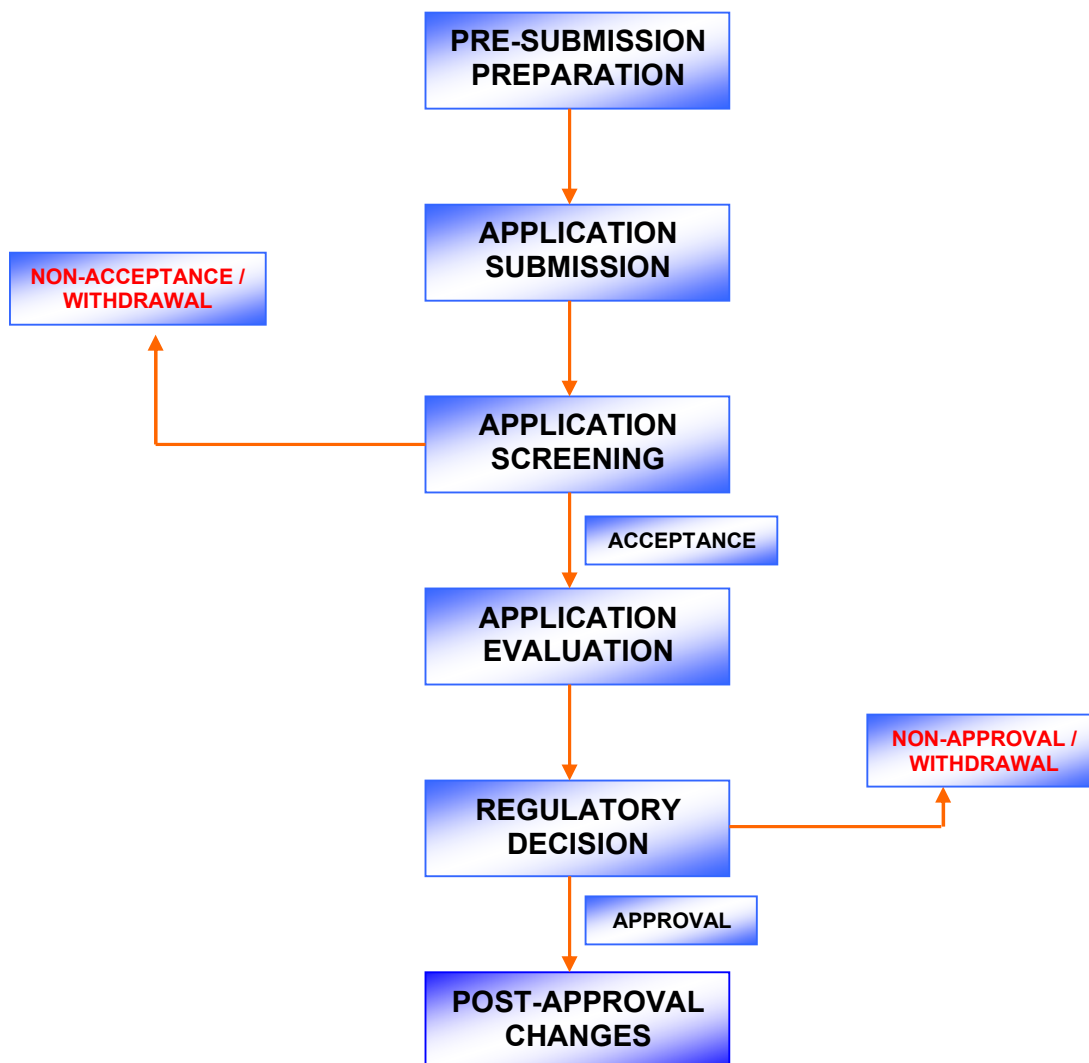 PRE-SUBMISSION
PREPARATION
APPLICATION
SUBMISSION
NON-ACCEPTANCE /
WITHDRAWAL
APPLICATION
SCREENING
ACCEPTANCE
APPLICATION
EVALUATION
NON-APPROVAL /
WITHDRAWAL
REGULATORY
DECISION
APPROVAL
POST-APPROVAL
CHANGES